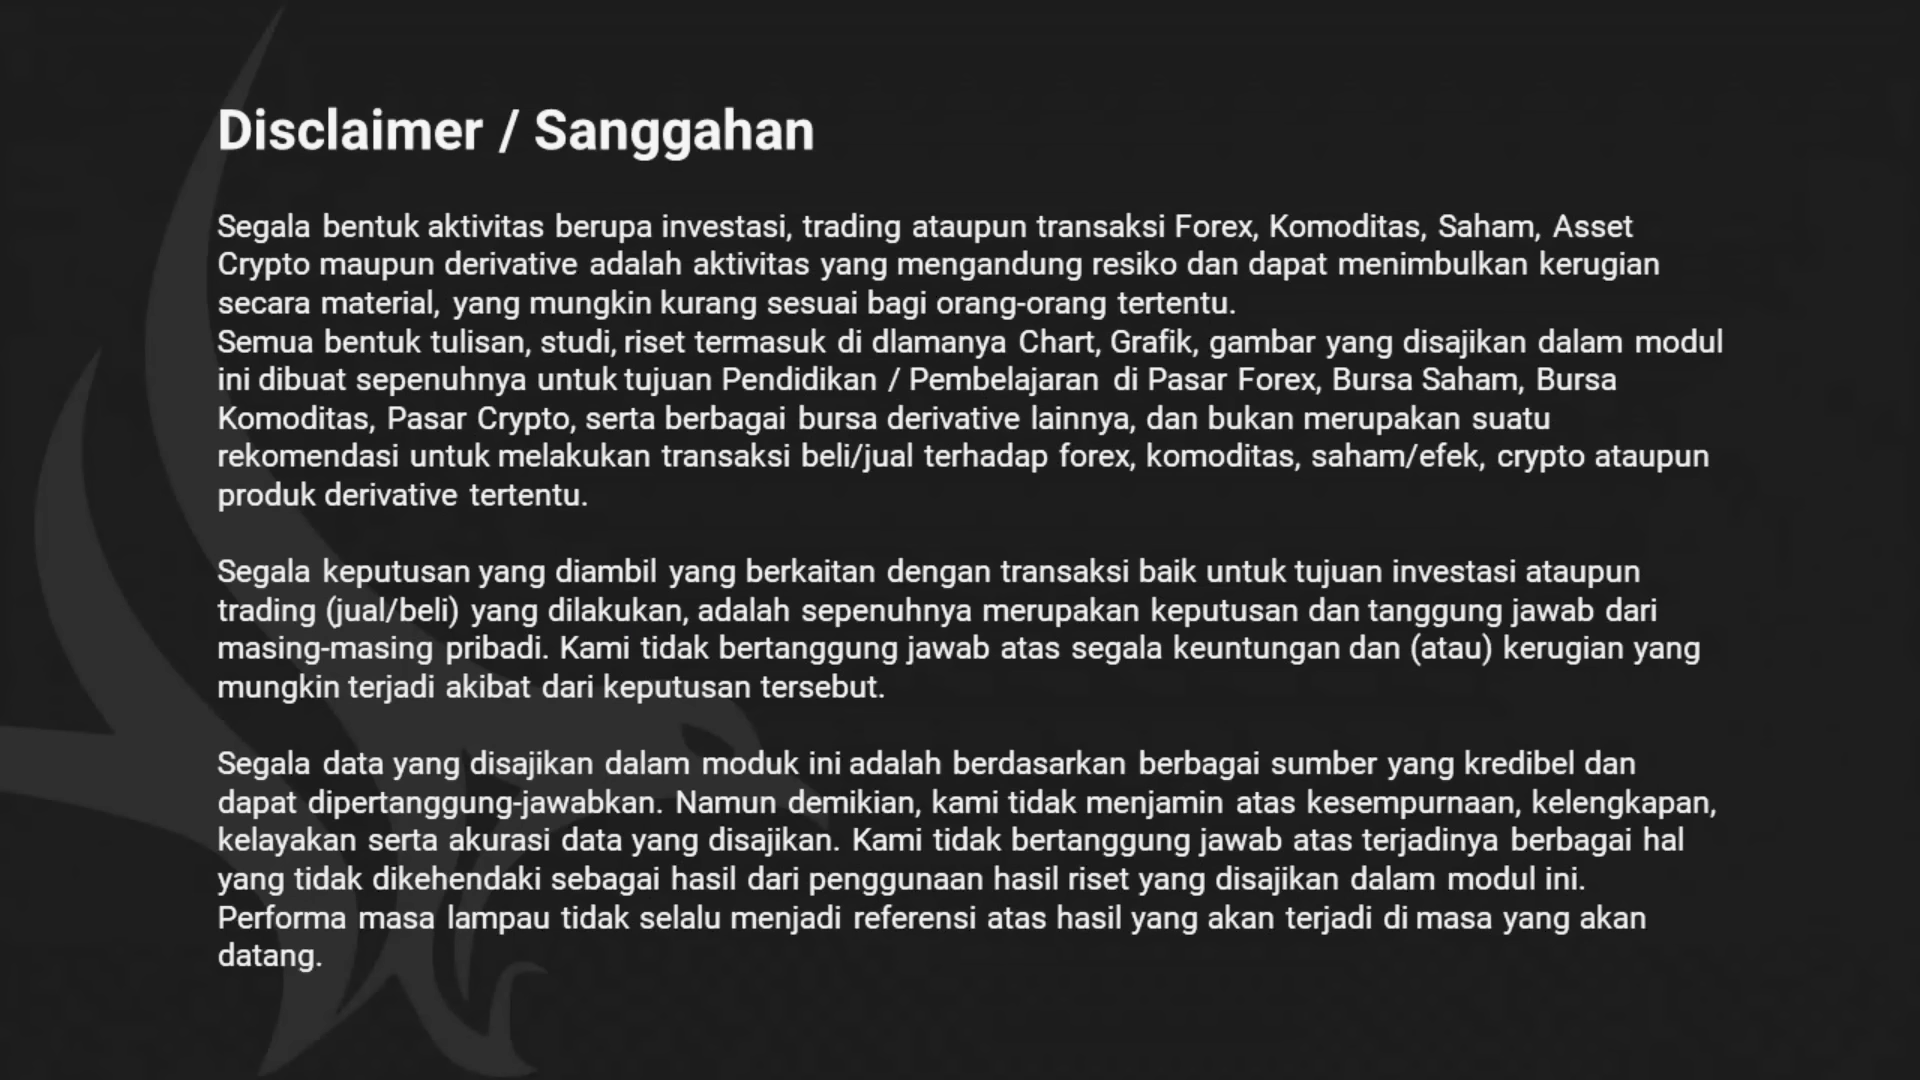 Disclaimer / Sanggahan
Segala bentuk aktivitas berupa investasi, trading ataupun transaksi Forex, Komoditas, Saham, Asset
Crypto maupun derivative adalah aktivitas yang mengandung resiko dan dapat menimbulkan kerugian
secara material, yang mungkin kurang sesuai bagi orang-orang tertentu.
Semua bentuk tulisan, studi, riset termasuk di dlamanya Chart, Grafik, gambar yang disajikan dalam modul
ini dibuat sepenuhnya untuk tujuan Pendidikan / Pembelajaran di Pasar Forex, Bursa Saham, Bursa
Komoditas, Pasar Crypto, serta berbagai bursa derivative lainnya, dan bukan merupakan suatu
rekomendasi untuk melakukan transaksi beli/jual terhadap forex, komoditas, saham/efek, crypto ataupun
produk derivative tertentu.
Segala keputusan yang diambil yang berkaitan dengan transaksi baik untuk tujuan investasi ataupun
trading (jual/beli) yang dilakukan, adalah sepenuhnya merupakan keputusan dan tanggung jawab dari
masing-masing pribadi. Kami tidak bertanggung jawab atas segala keuntungan dan (atau) kerugian yang
mungkin terjadi akibat dari keputusan tersebut.
Segala data yang disajikan dalam moduk ini adalah berdasarkan berbagai sumber yang kredibel dan
dapat dipertanggung-jawabkan. Namun demikian, kami tidak menjamin atas kesempurnaan, kelengkapan,
kelayakan serta akurasi data yang disajikan. Kami tidak bertanggung jawab atas terjadinya berbagai hal
yang tidak dikehendaki sebagai hasil dari penggunaan hasil riset yang disajikan dalam modul ini.
Performa masa lampau tidak selalu menjadi referensi atas hasil yang akan terjadi di masa yang akan
datang.